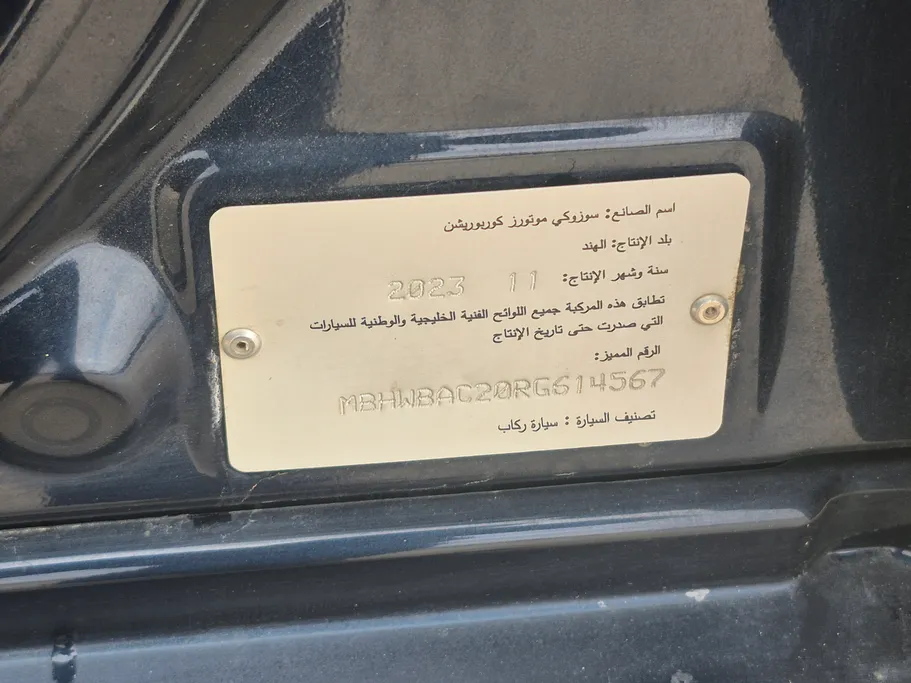 اسم الصانع: سوزوكي موتورز كوربوريشن
بلد الإنتاج: الهند
سنة وشهر الإنتاج: 11 2023
تطابق هذه المركبة جميع اللوائح الفنية الخليجية والوطنية للسيارات
التي صدرت حتى تاريخ الإنتاج
الرقم المميز:
MBHWBAC20RG614567
تصنيف السيارة : سيارة ركاب